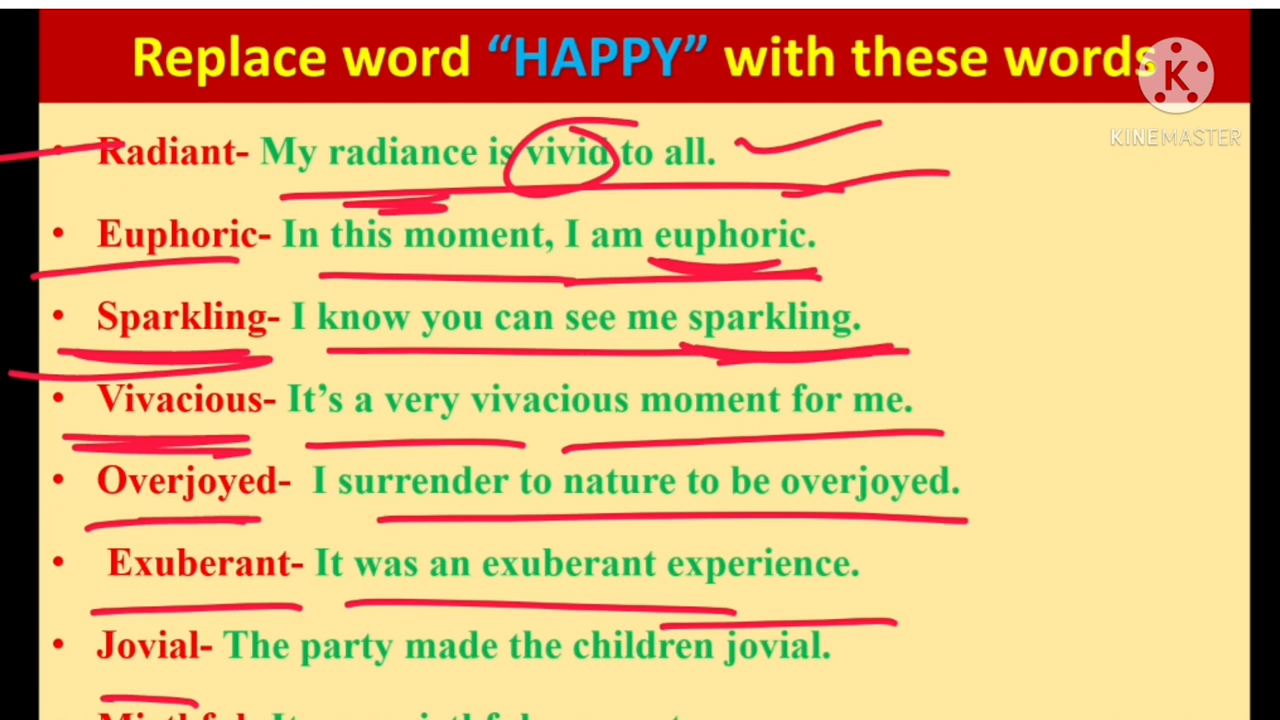 Replace word “HAPPY” with these words
KINEMASTER
• Radiant- My radiance is vivid to all.
• Euphoric- In this moment, I am euphoric.
• Sparkling- I know you can see me sparkling.
• Vivacious- It’s a very vivacious moment for me.
• Overjoyed- I surrender to nature to be overjoyed.
• Exuberant- It was an exuberant experience.
• Jovial- The party made the children jovial.